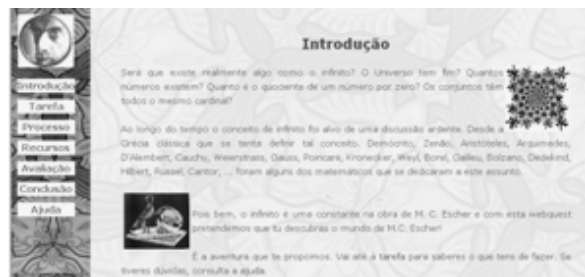 Introdução
Tarefa
Processo
Recursos
Avaliação
Conclusão
Ajuda
Introdução
Será que existe realmente algo como o infinito? O Universo tem fim? Quantos
números existem? Quanto é o quociente de um número por zero? Os conjuntos têm
todos o mesmo cardinal?
Ao longo do tempo o conceito de infinito foi alvo de uma discussão ardente. Desde a
Grécia clássica que se tenta definir tal conceito. Demócrito, Zenão, Aristóteles, Arquimedes,
D'Alembert, Cauchy, Weierstrass, Gauss, Poincaré, Kronecker, Weyl, Borel, Galileu, Bolzano, Dedekind,
Hilbert, Russel, Cantor, ... foram alguns dos matemáticos que se dedicaram a este assunto.
Pois bem, o infinito é uma constante na obra de M. C. Escher e com esta webquest
pretendemos que tu descubras o mundo de M.C. Escher!
É a aventura que te propomos. Vai até a tarefa para saberes o que tens de fazer. Se
tiveres dúvidas, consulta a ajuda.